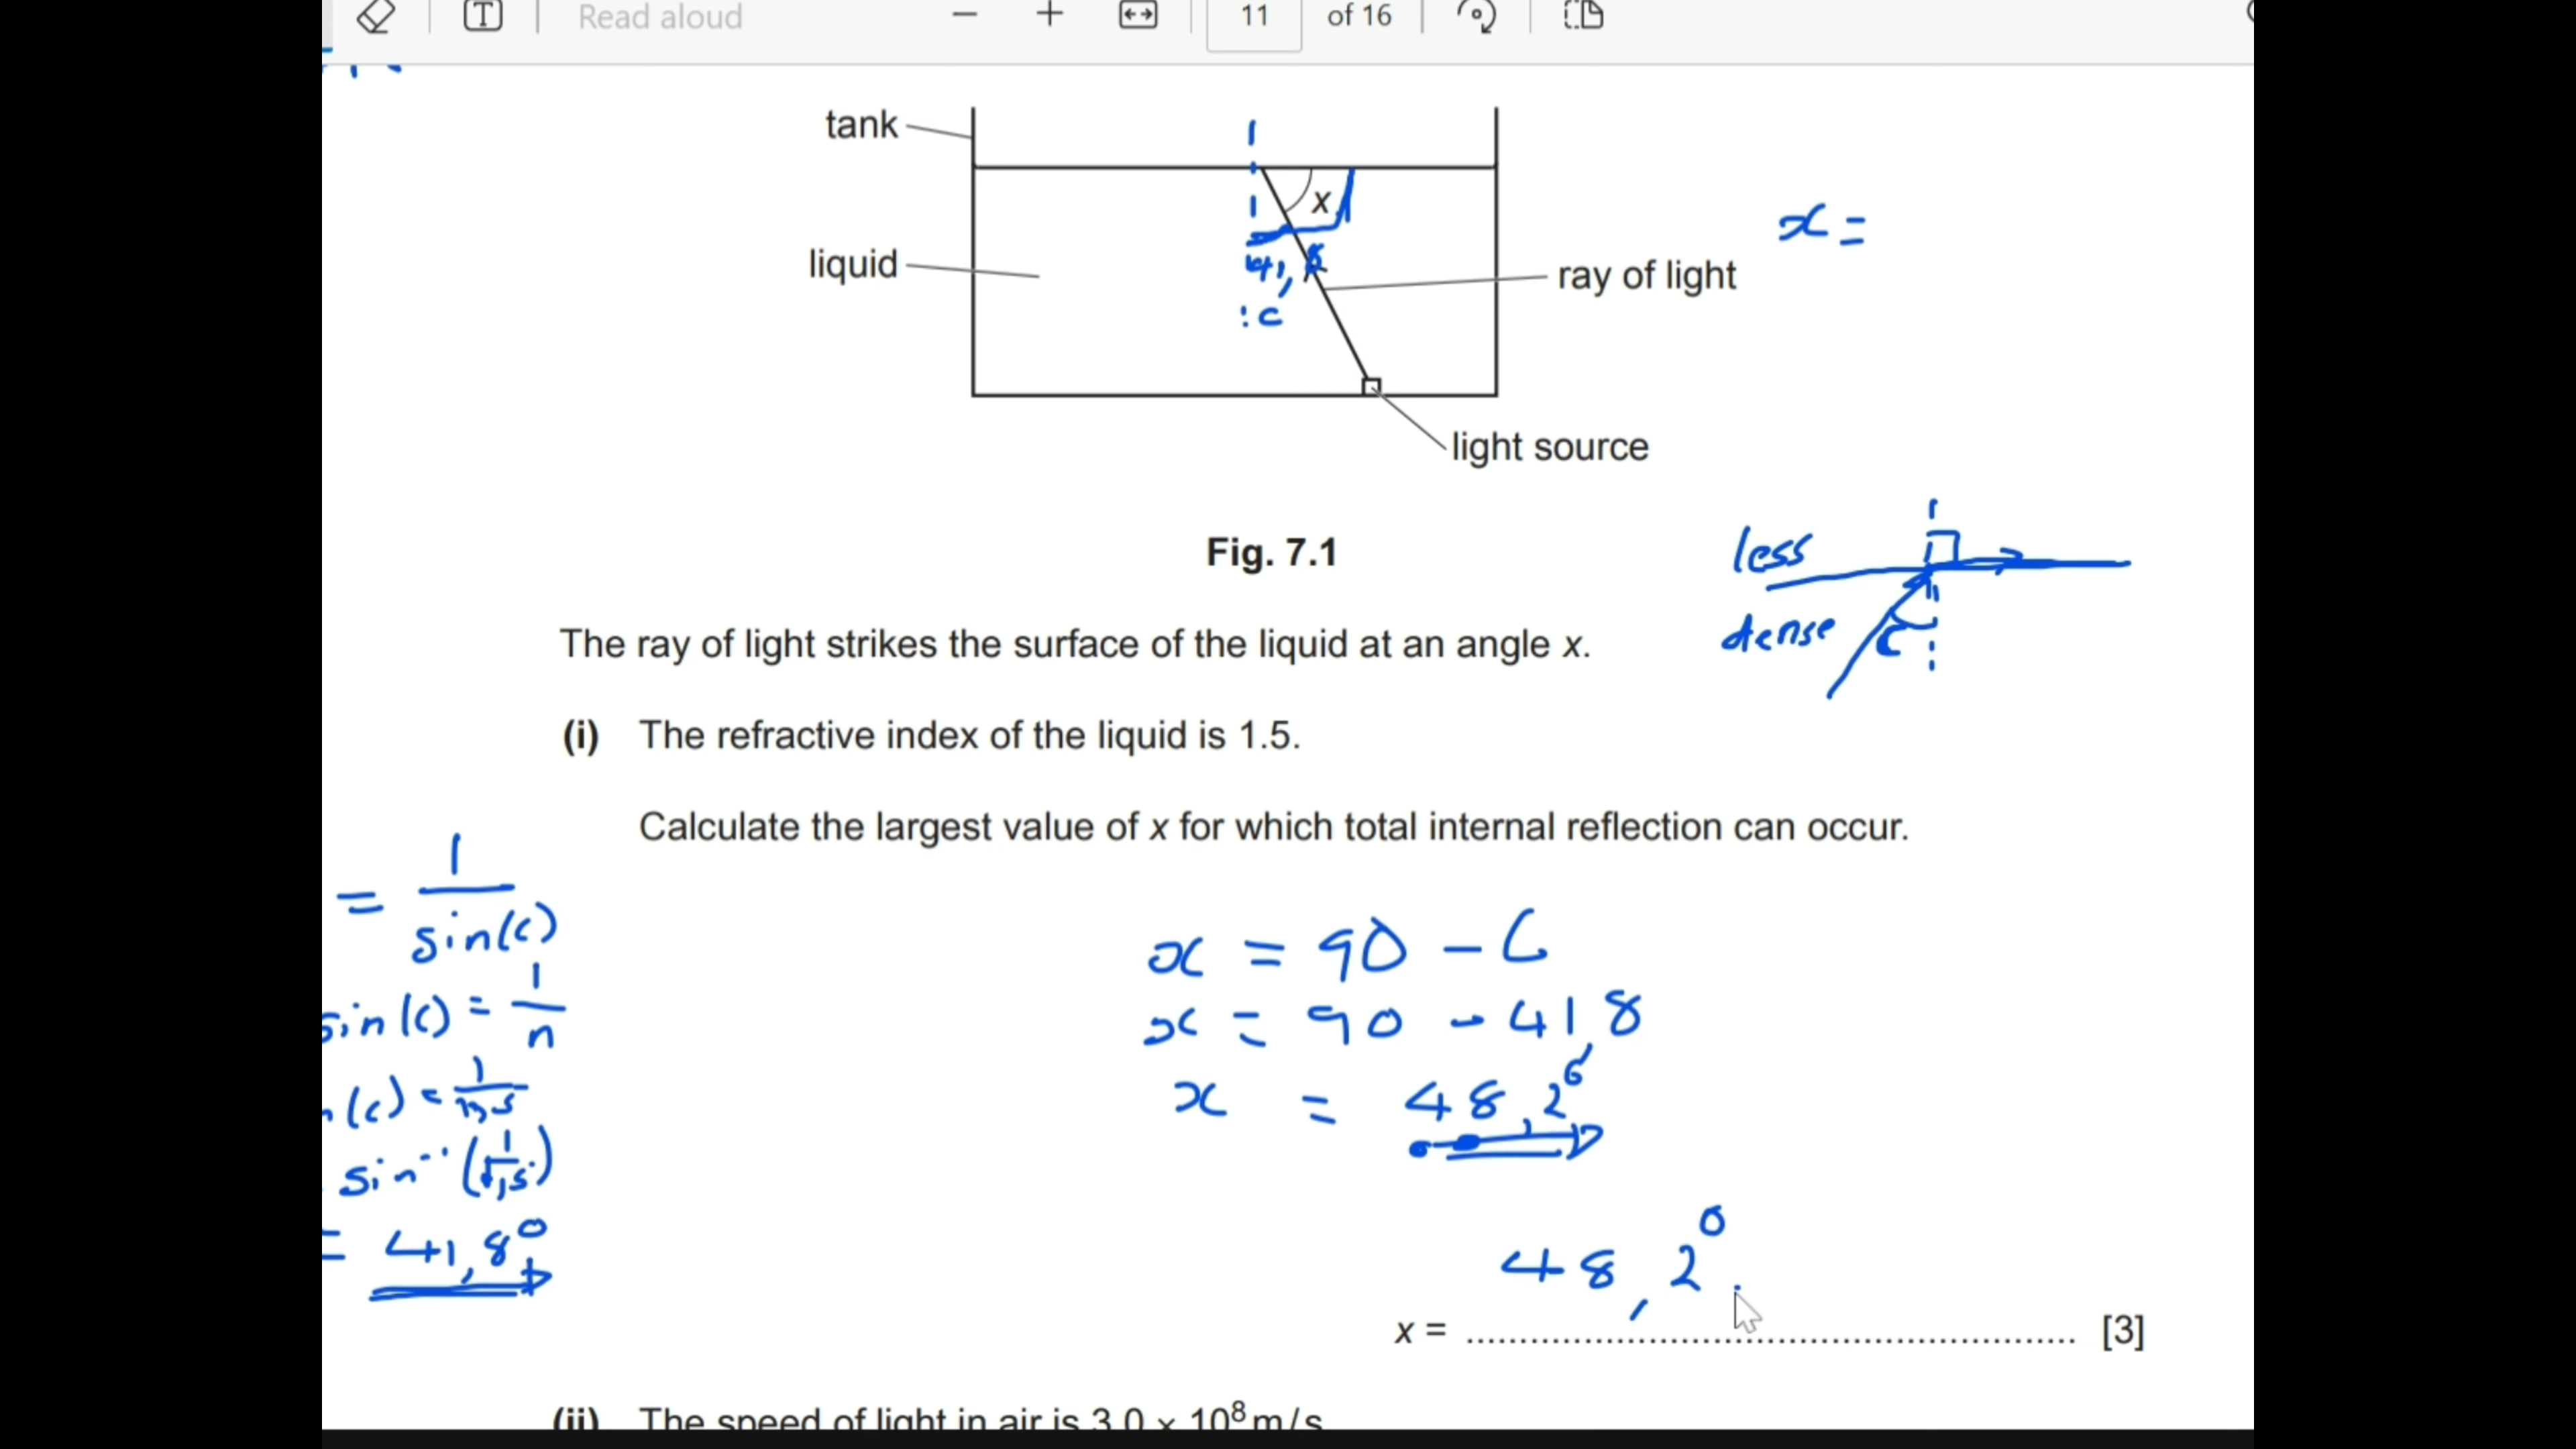 Read aloud
11 of 16
tank
x
x =
liquid
41,8
c
ray of light
light source
Fig. 7.1
less
dense
c
The ray of light strikes the surface of the liquid at an angle x.
(i) The refractive index of the liquid is 1.5.
Calculate the largest value of x for which total internal reflection can occur.
= 1/sin(c)
sin(c) = 1/n
(c) = 1/1,5
sin⁻¹(1/1,5)
= 41,8°
x = 90 - C
x = 90 - 41,8
x = 48,2°
48,2°
x = ........................................................ [3]
(ii) The speed of light in air is 3.0 × 10⁸ m/s